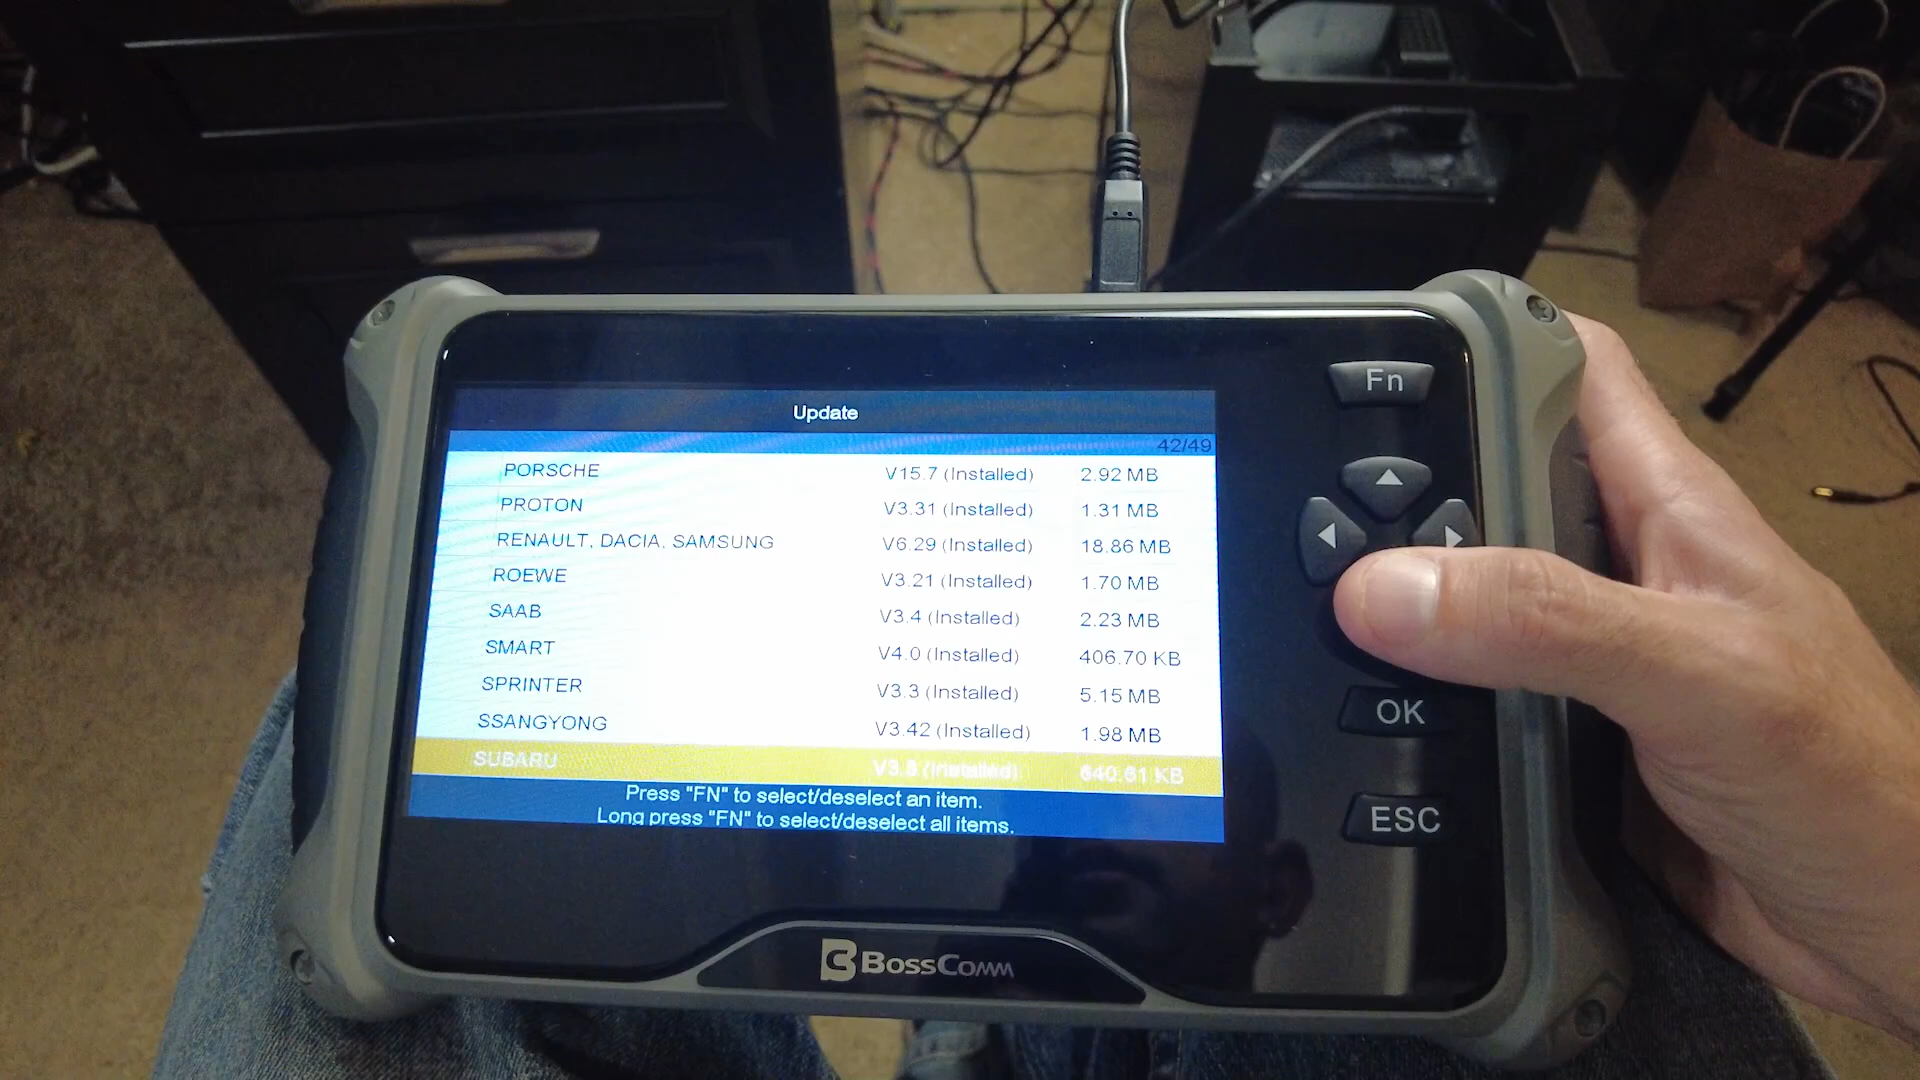 Fn
Update
42/49
PORSCHE V15.7 (Installed) 2.92 MB
PROTON V3.31 (Installed) 1.31 MB
RENAULT, DACIA, SAMSUNG V6.29 (Installed) 18.86 MB
ROEWE V3.21 (Installed) 1.70 MB
SAAB V3.4 (Installed) 2.23 MB
SMART V4.0 (Installed) 406.70 KB
SPRINTER V3.3 (Installed) 5.15 MB
SSANGYONG V3.42 (Installed) 1.98 MB
SUBARU (Installed) KB
Press "FN" to select/deselect an item.
Long press "FN" to select/deselect all items.
OK
ESC
BossComm